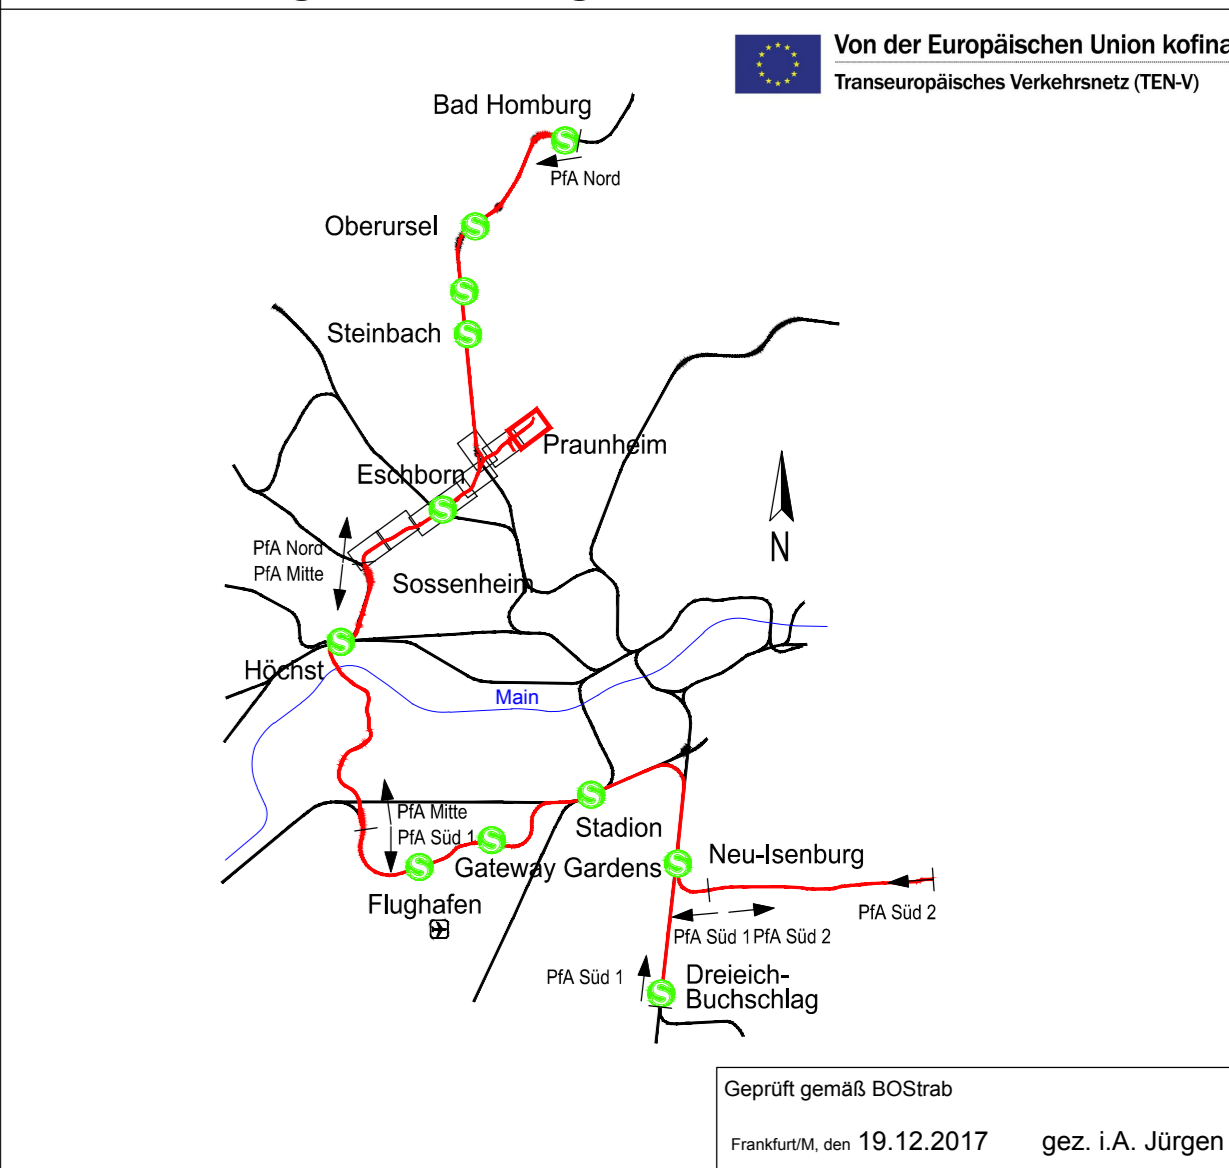 Von der Europäischen Union
Transeuropäisches Verkehrsnetz (TEN-V)
Bad Homburg
PfA Nord
Oberursel
Steinbach
Praunheim
Eschborn
N
PfA Nord
PfA Mitte
Sossenheim
Höchst
Main
PfA Mitte
PfA Süd 1
Stadion
Gateway Gardens
Neu-Isenburg
Flughafen
PfA Süd 2
PfA Süd 1 PfA Süd 2
PfA Süd 1
Dreieich-
Buchschlag
Geprüft gemäß BOStrab
Frankfurt/M, den 19.12.2017 gez. i.A. Jürgen